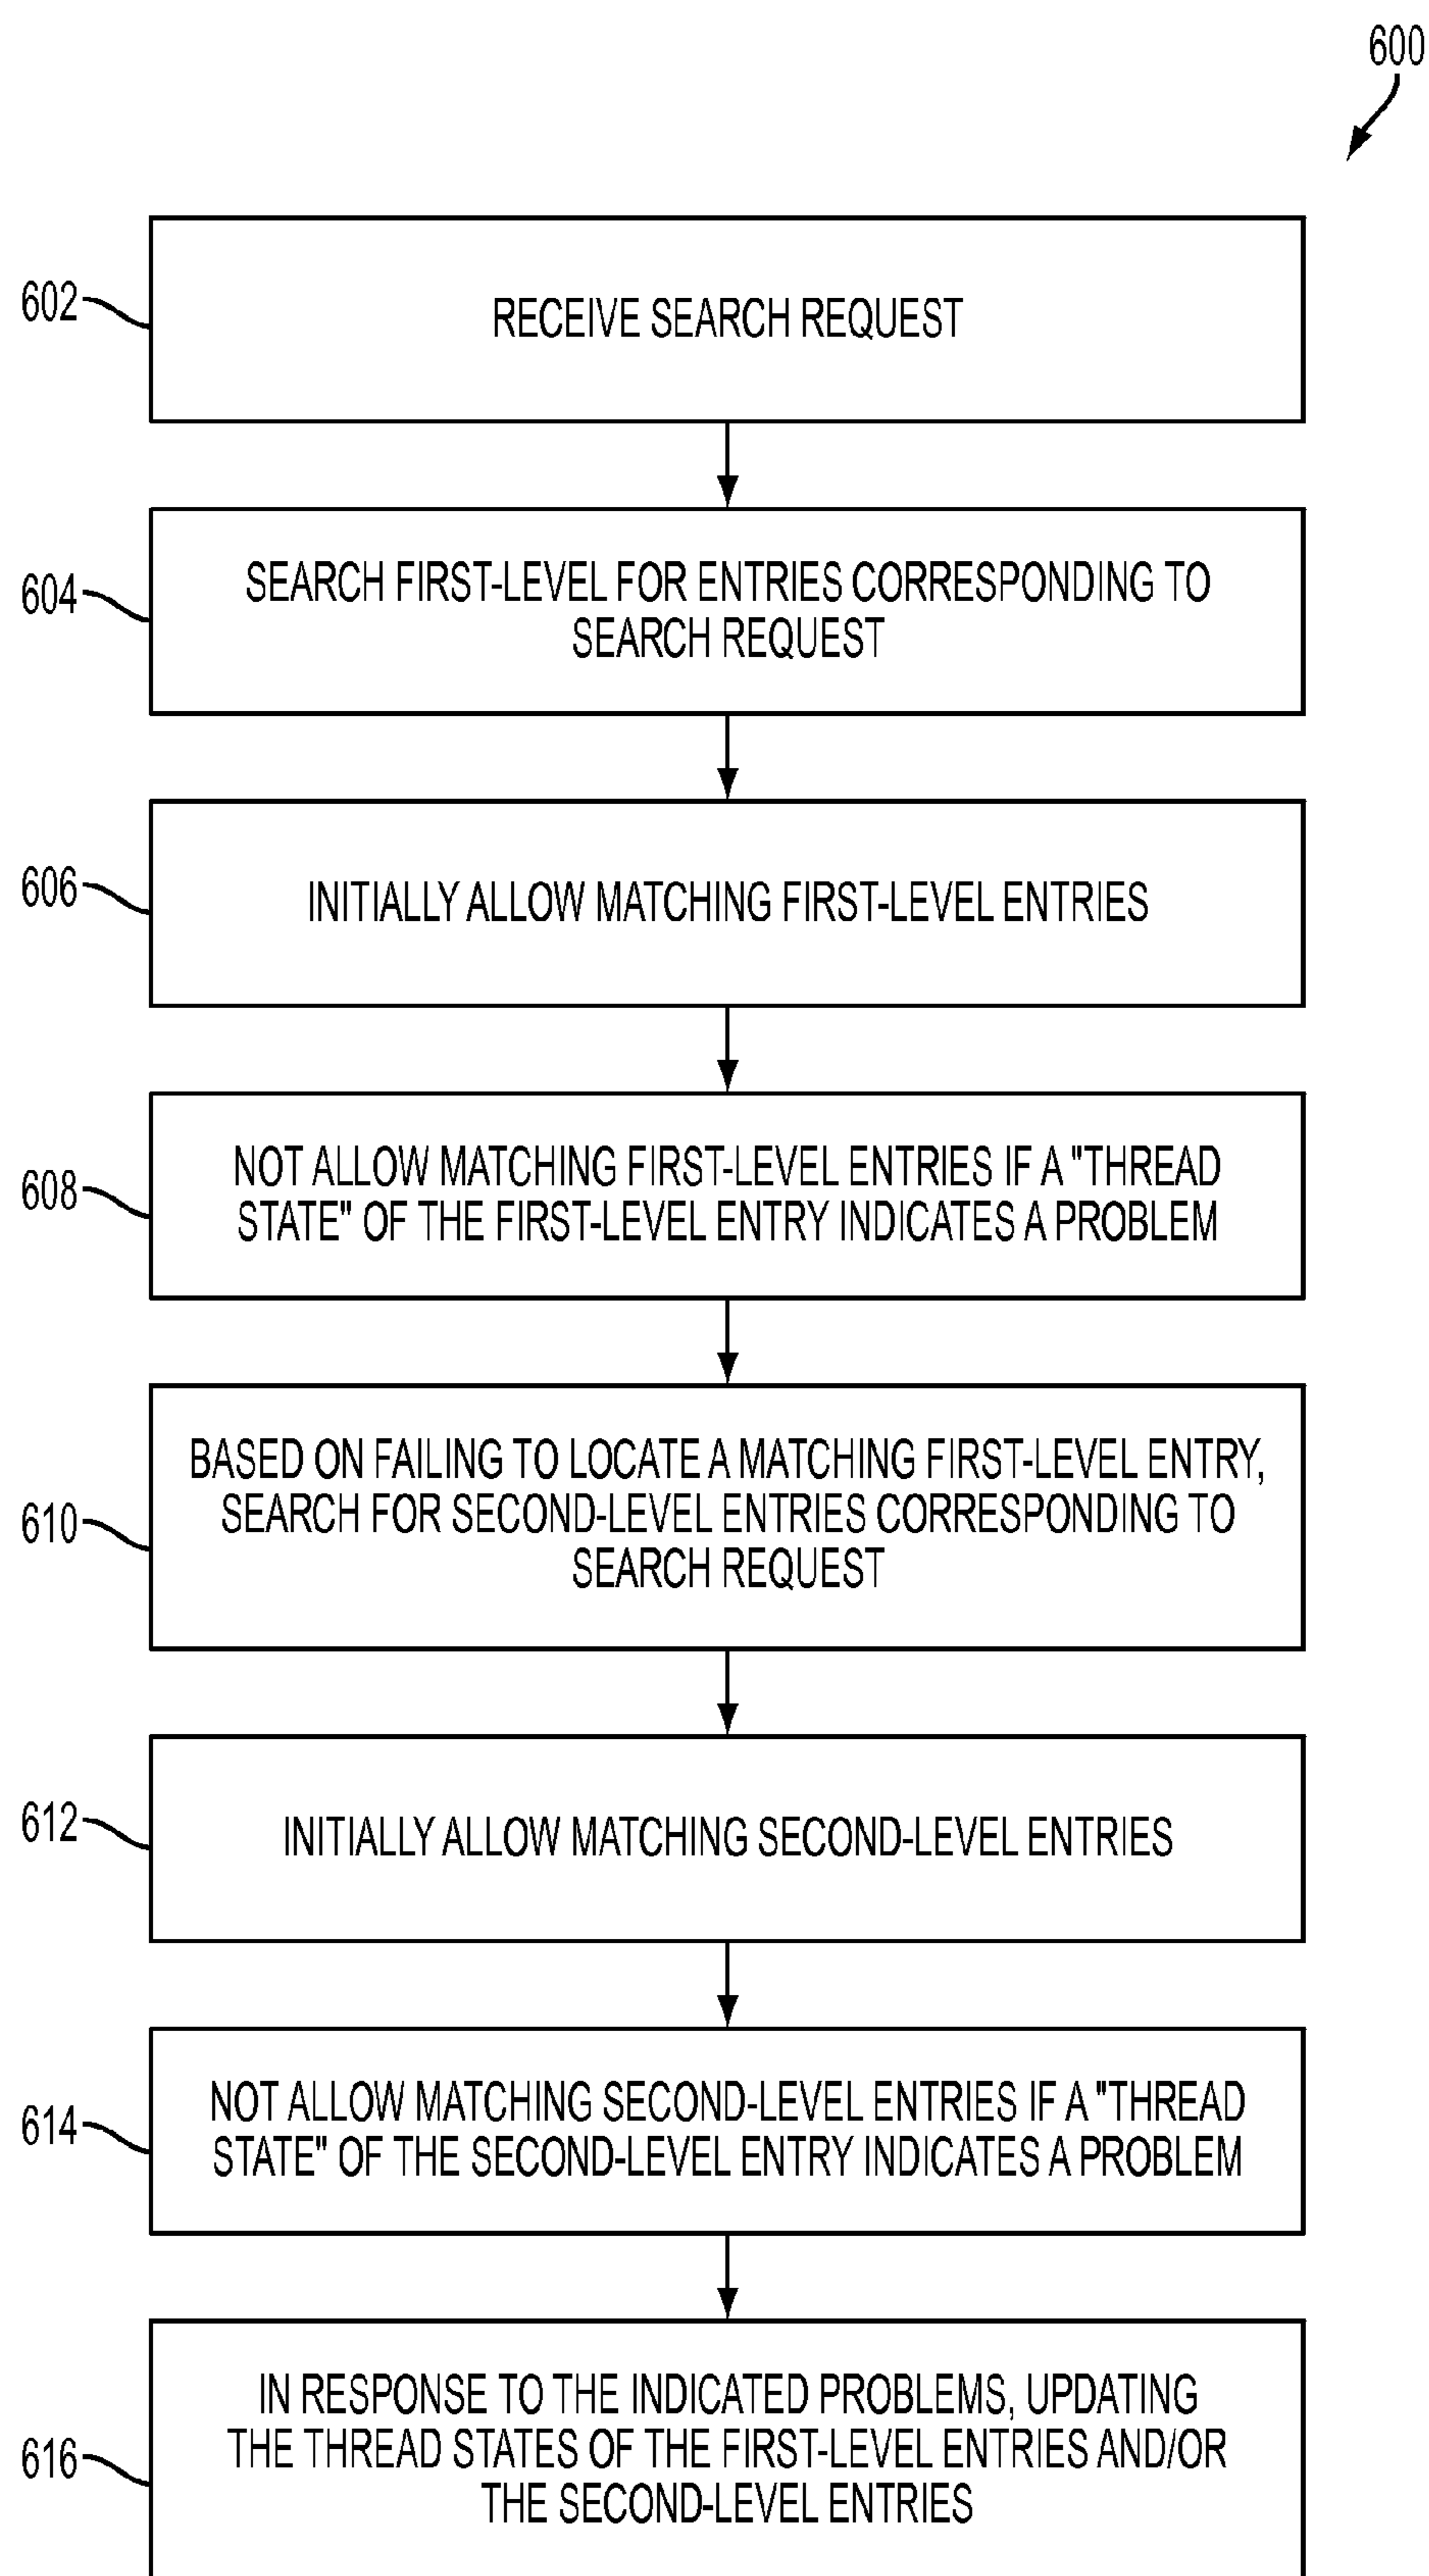 600
602
RECEIVE SEARCH REQUEST
604
SEARCH FIRST-LEVEL FOR ENTRIES CORRESPONDING TO
SEARCH REQUEST
606
INITIALLY ALLOW MATCHING FIRST-LEVEL ENTRIES
608
NOT ALLOW MATCHING FIRST-LEVEL ENTRIES IF A "THREAD
STATE" OF THE FIRST-LEVEL ENTRY INDICATES A PROBLEM
610
BASED ON FAILING TO LOCATE A MATCHING FIRST-LEVEL ENTRY,
SEARCH FOR SECOND-LEVEL ENTRIES CORRESPONDING TO
SEARCH REQUEST
612
INITIALLY ALLOW MATCHING SECOND-LEVEL ENTRIES
614
NOT ALLOW MATCHING SECOND-LEVEL ENTRIES IF A "THREAD
STATE" OF THE SECOND-LEVEL ENTRY INDICATES A PROBLEM
616
IN RESPONSE TO THE INDICATED PROBLEMS, UPDATING
THE THREAD STATES OF THE FIRST-LEVEL ENTRIES AND/OR
THE SECOND-LEVEL ENTRIES